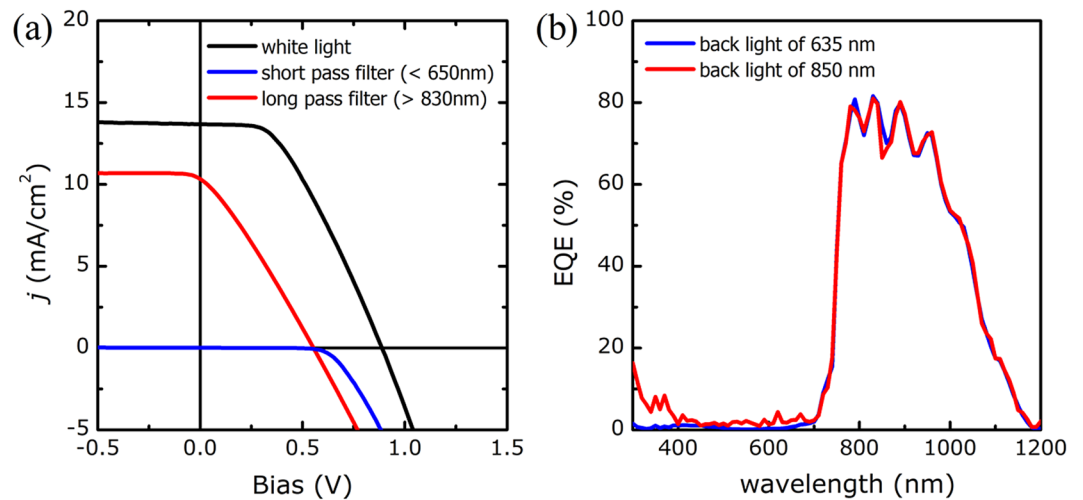 (a)
20
15
10
5
0
-5
-0.5
0.0
0.5
1.0
1.5
j (mA/cm²)
Bias (V)
white light
short pass filter (< 650nm)
long pass filter (> 830nm)
(b)
100
80
60
40
20
0
400
600
800
1000
1200
EQE (%)
wavelength (nm)
back light of 635 nm
back light of 850 nm